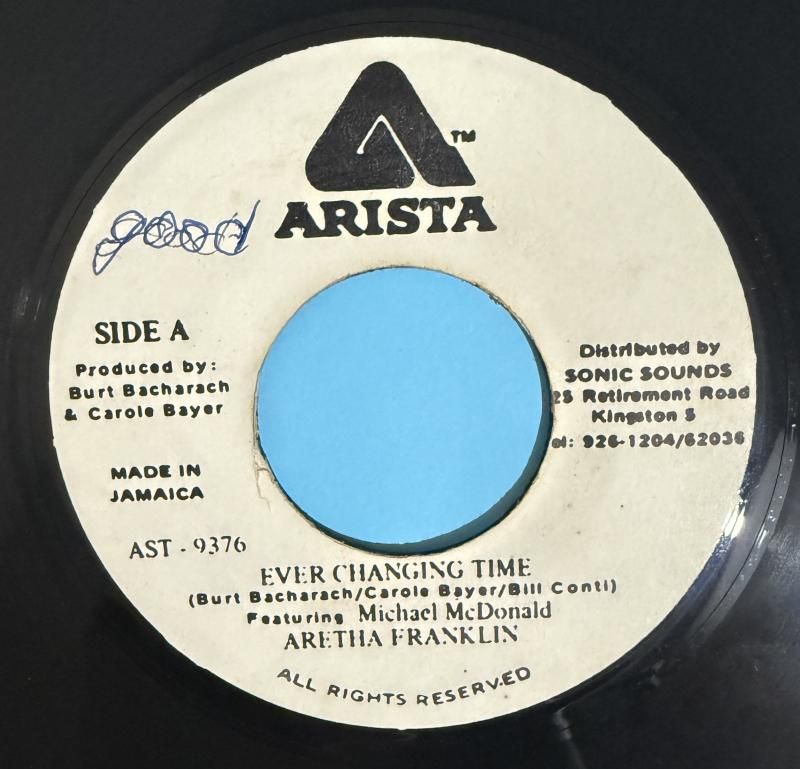 TM
ARISTA
good
SIDE A
Produced by:
Burt Bacharach
& Carole Bayer
MADE IN
JAMAICA
AST - 9376
Distributed by
SONIC SOUNDS
25 Retirement Road
Kingston 5
el: 926-1204/62036
EVER CHANGING TIME
(Burt Bacharach/Carole Bayer/Bill Conti)
Featuring Michael McDonald
ARETHA FRANKLIN
ALL RIGHTS RESERVED